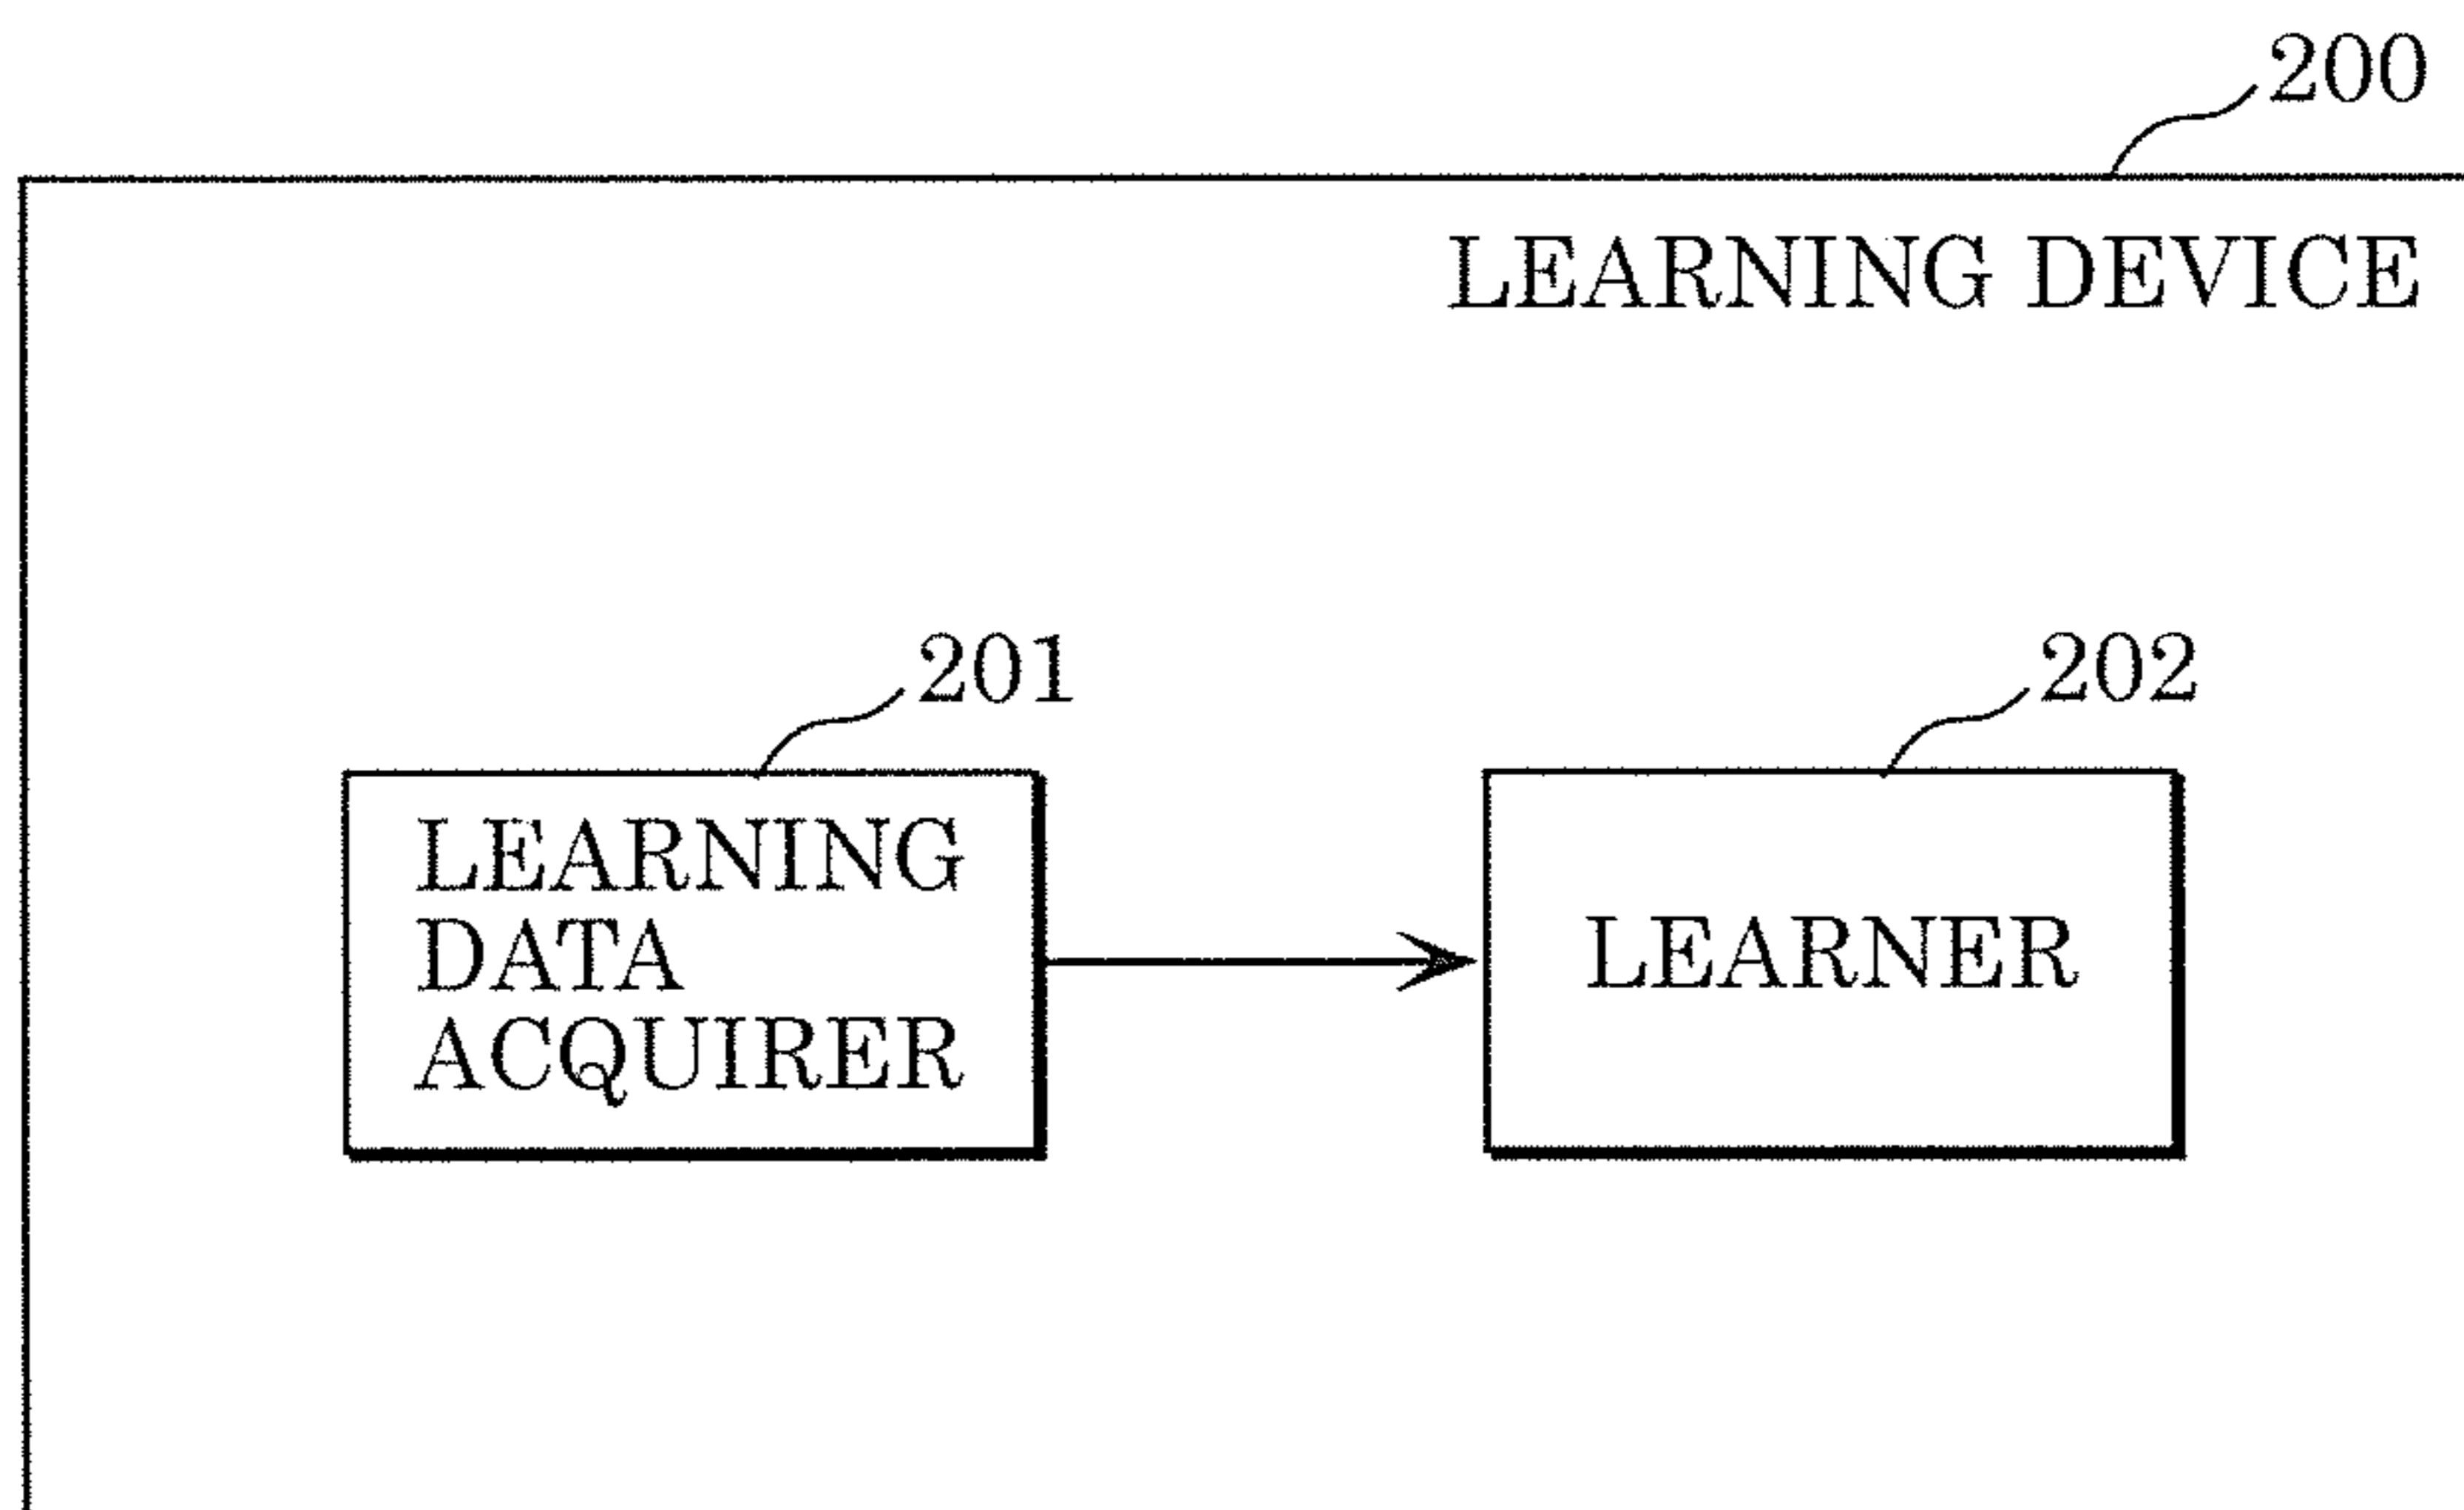 200
LEARNING DEVICE
201
202
LEARNING
DATA
ACQUIRER
LEARNER